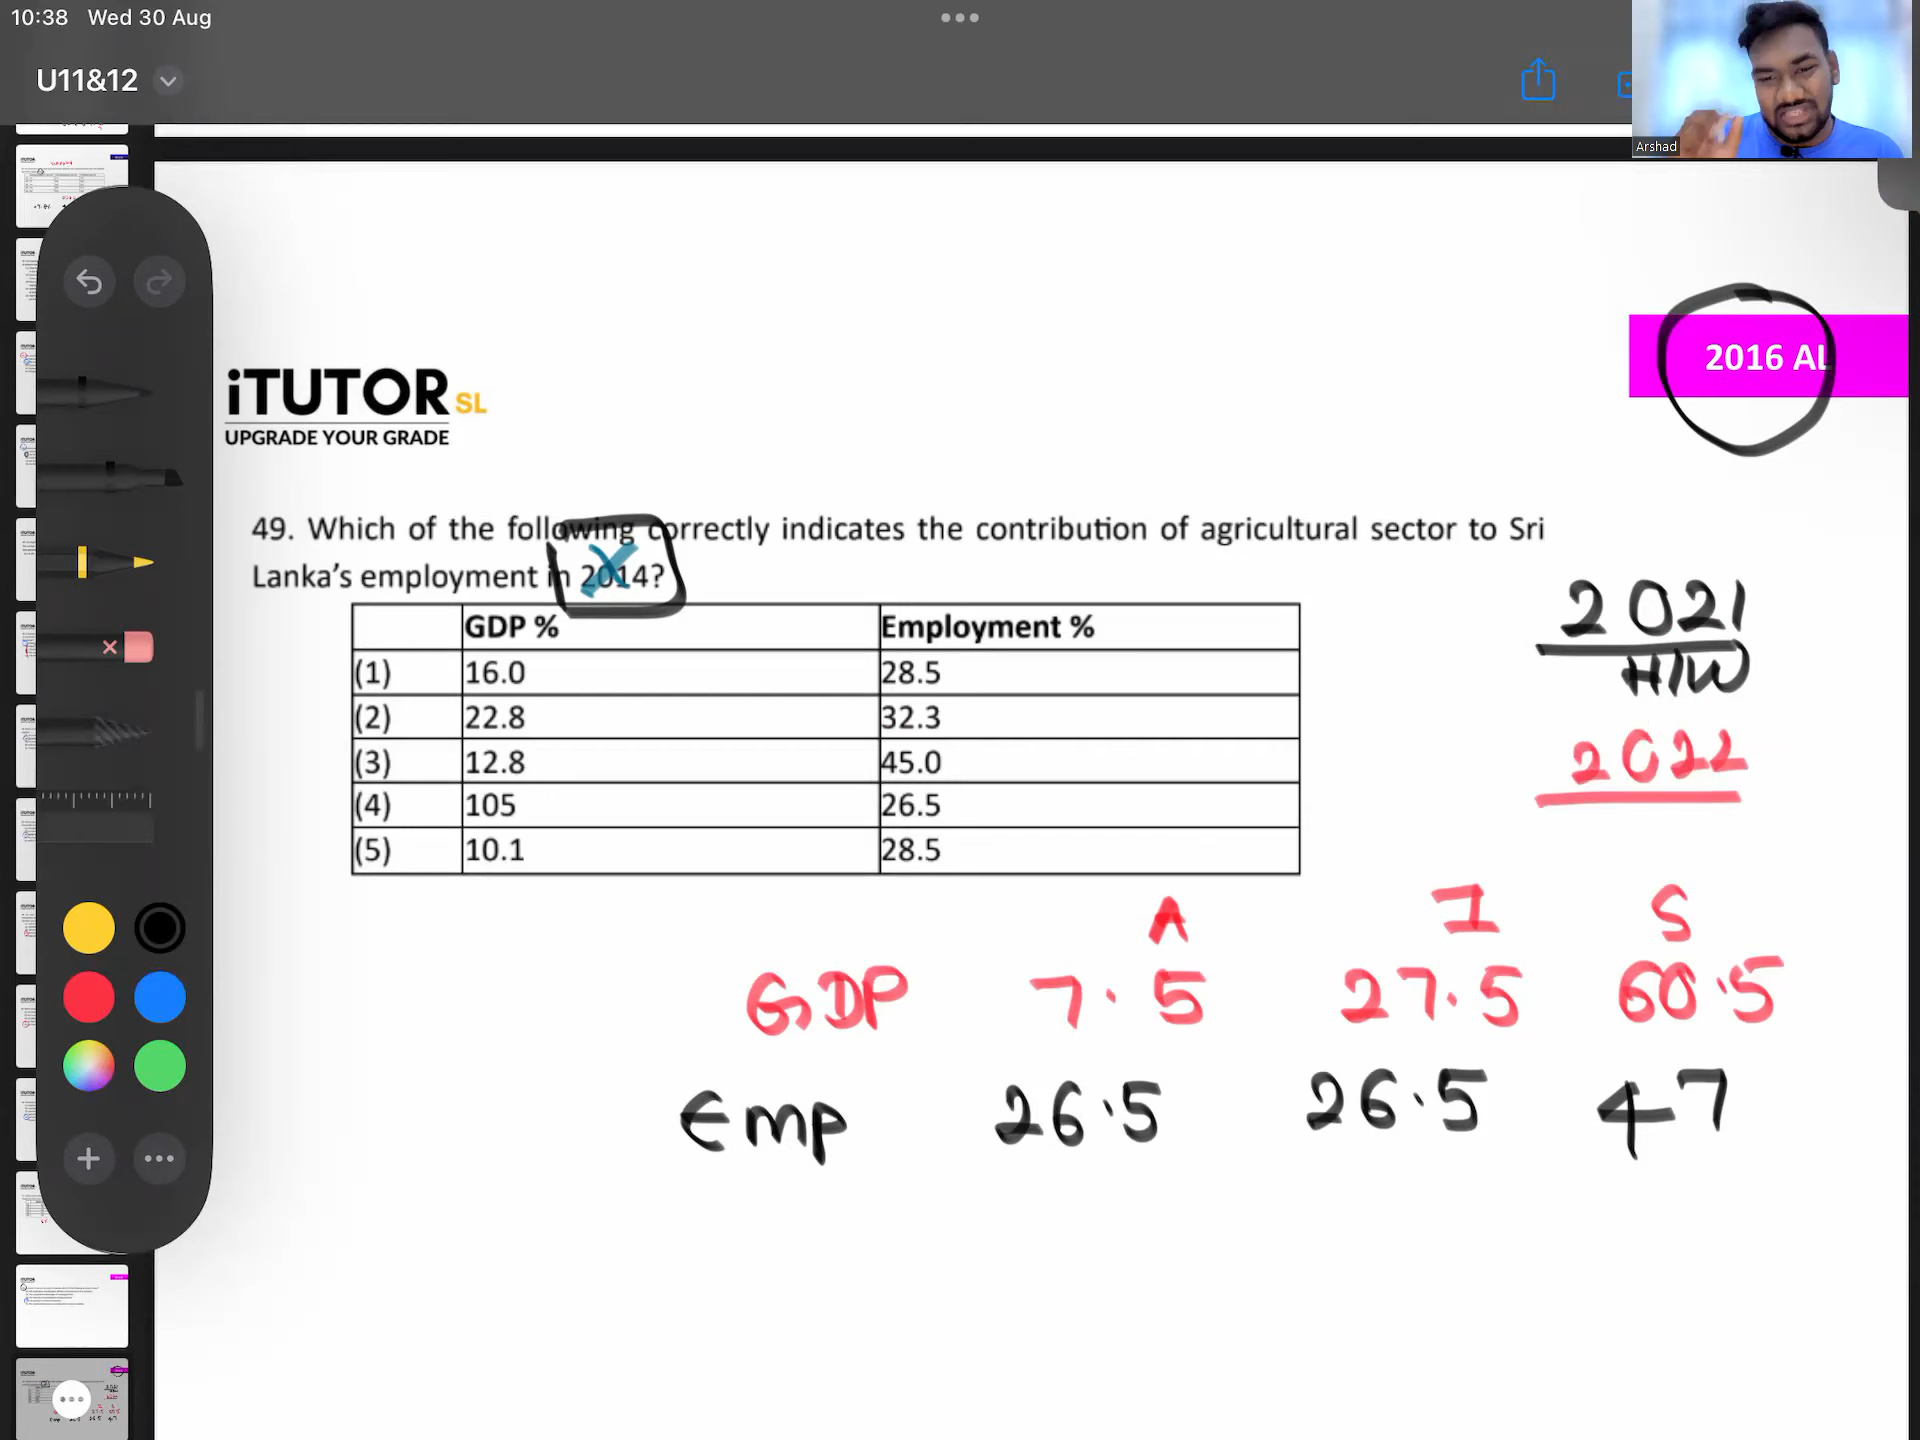 10:38 Wed 30 Aug
U11&12
Arshad
2016 AL
iTUTOR SL
UPGRADE YOUR GRADE
49. Which of the following correctly indicates the contribution of agricultural sector to Sri
Lanka's employment in 2014?
GDP % Employment %
(1) 16.0 28.5
(2) 22.8 32.3
(3) 12.8 45.0
(4) 105 26.5
(5) 10.1 28.5
2021
H/W
2022
A I S
GDP 7.5 27.5 60.5
Emp 26.5 26.5 47